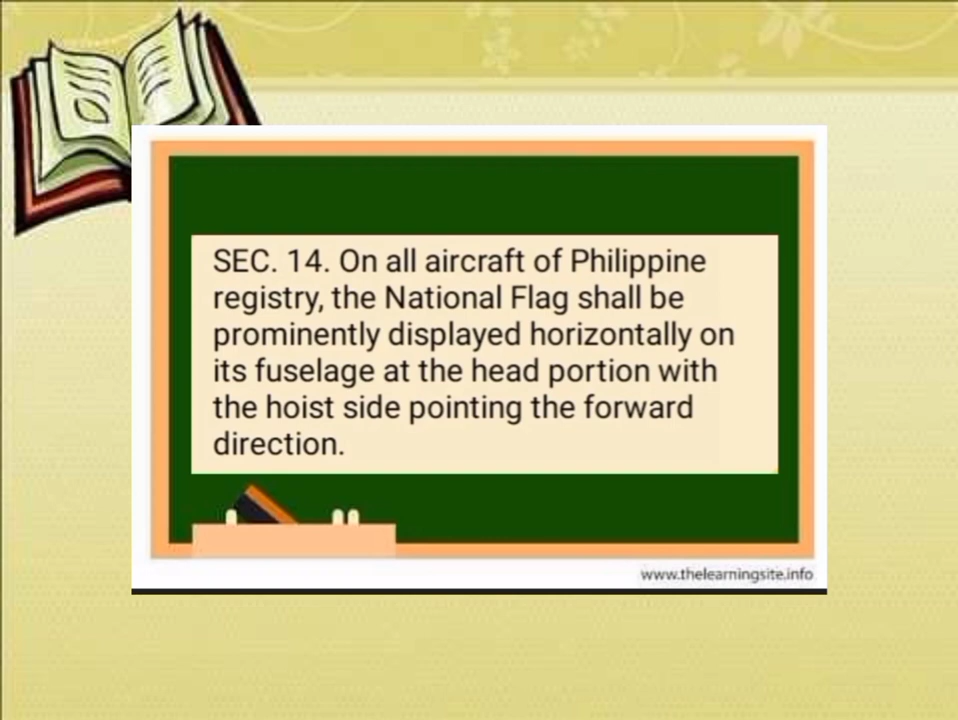 SEC. 14. On all aircraft of Philippine
registry, the National Flag shall be
prominently displayed horizontally on
its fuselage at the head portion with
the hoist side pointing the forward
direction.
www.thelearningsite.info